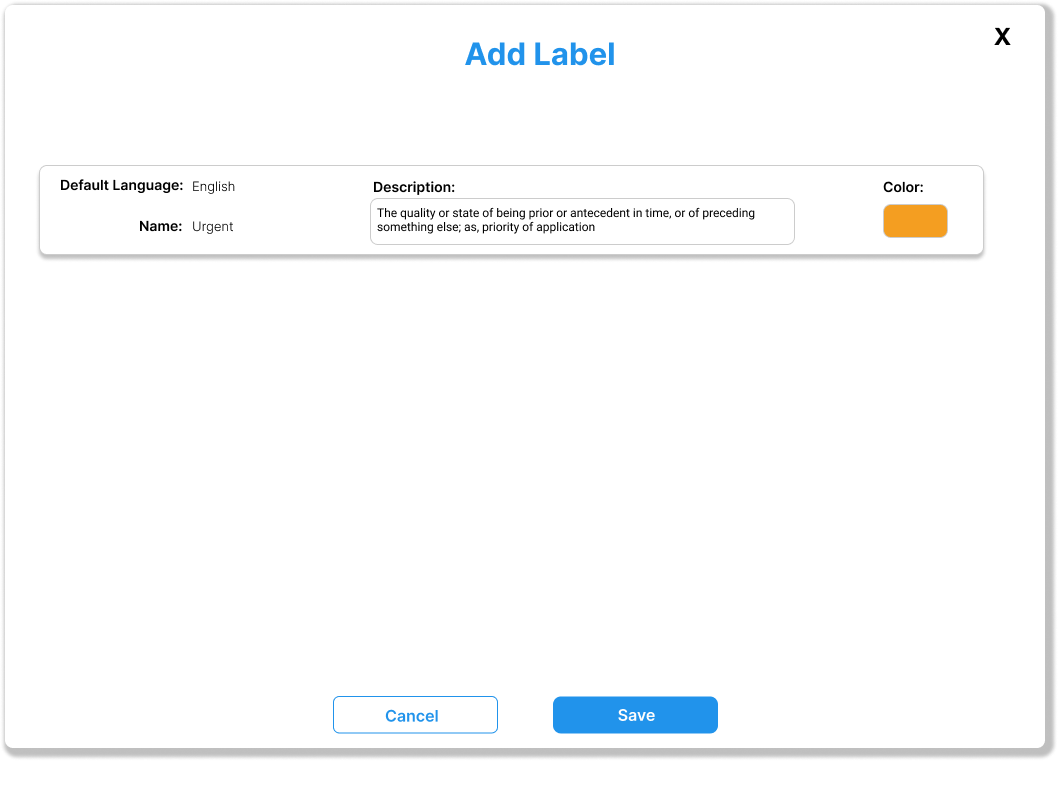 X
Add Label
Default Language: English
Name: Urgent
Description:
The quality or state of being prior or antecedent in time, or of preceding
something else; as, priority of application
Color:
Cancel
Save